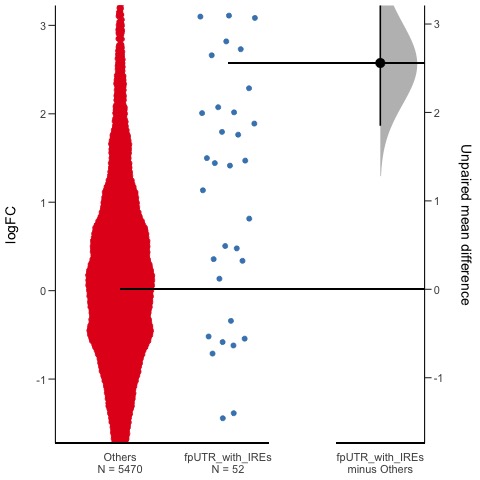 logFC
3
2
1
0
-1
3
2
1
0
-1
Unpaired mean difference
Others
N = 5470
fpUTR_with_IREs
N = 52
fpUTR_with_IREs
minus Others